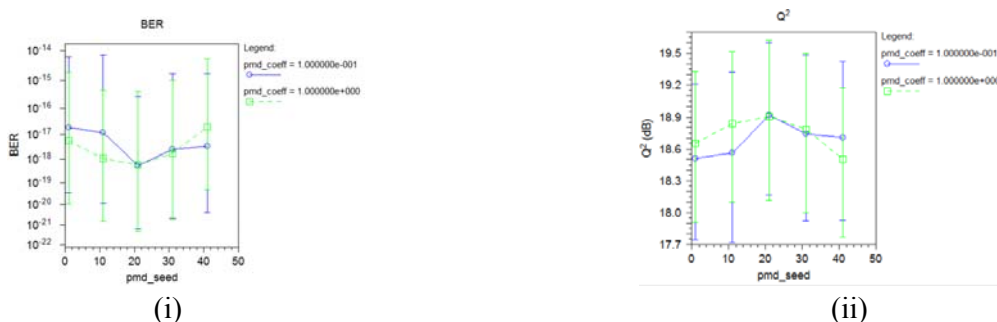 BER
Legend:
pmd_coeff = 1.000000e-001
pmd_coeff = 1.000000e+000
10-14
10-15
10-16
10-17
10-18
10-19
10-20
10-21
10-22
BER
0 10 20 30 40 50
pmd_seed
(i)
Q2
Legend:
pmd_coeff = 1.000000e-001
pmd_coeff = 1.000000e+000
19.5
19.2
18.9
18.6
18.3
18.0
17.7
Q2 (dB)
0 10 20 30 40 50
pmd_seed
(ii)